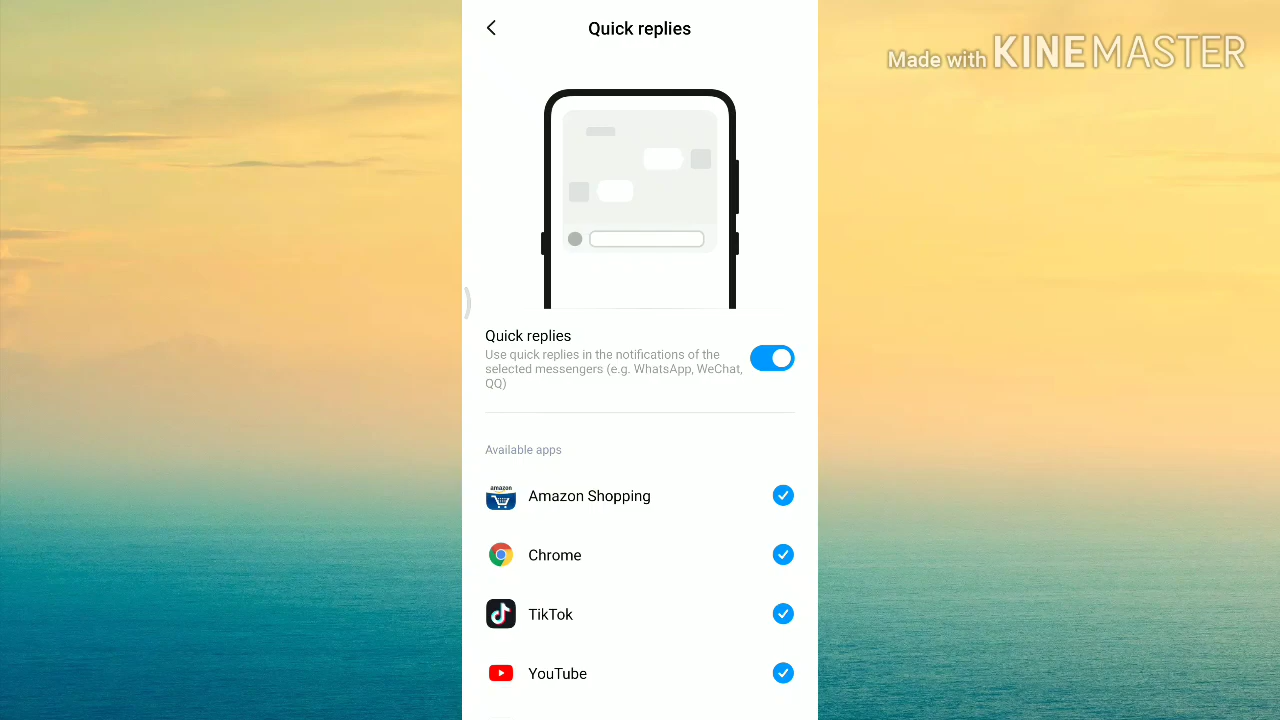 Quick replies
Made with KINEMASTER
Quick replies
Use quick replies in the notifications of the
selected messengers (e.g. WhatsApp, WeChat,
QQ)
Available apps
amazon
Amazon Shopping
Chrome
TikTok
YouTube